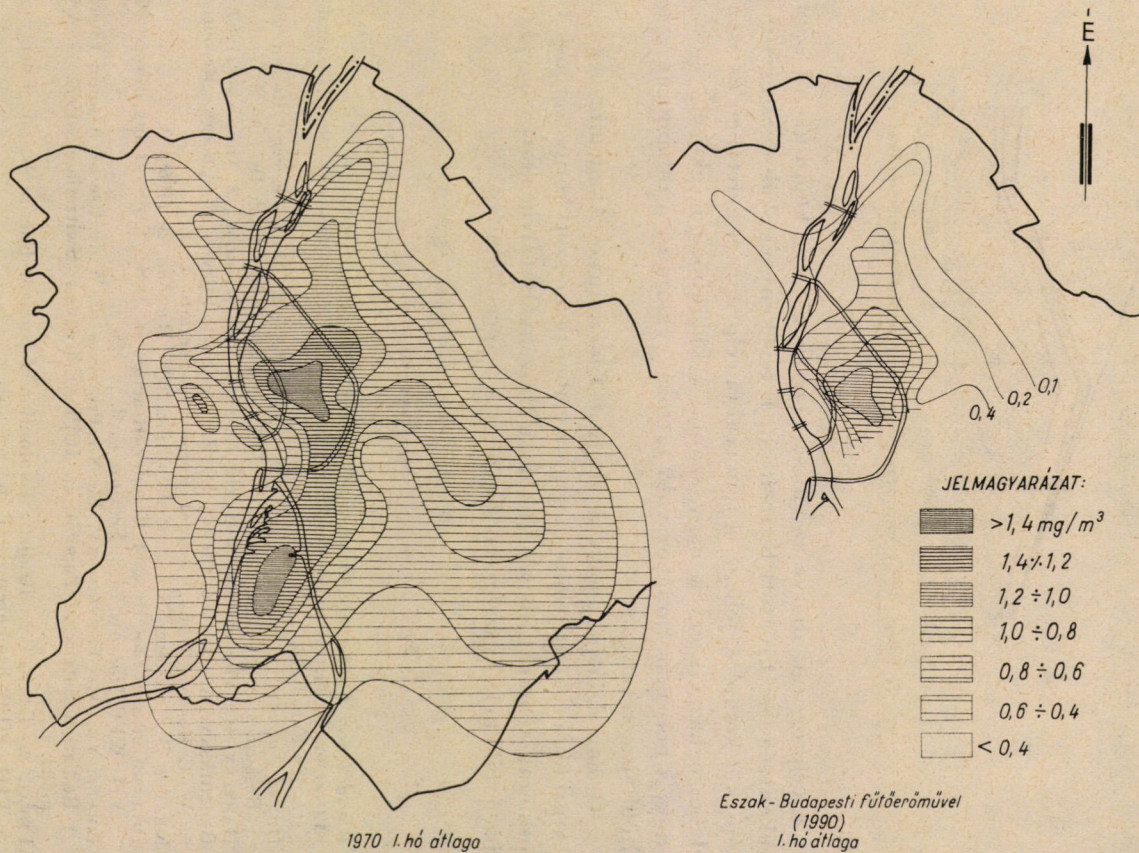 É
0,1
0,2
0,4
JELMAGYARÁZAT:
>1,4 mg/m³
1,4 ÷ 1,2
1,2 ÷ 1,0
1,0 ÷ 0,8
0,8 ÷ 0,6
0,6 ÷ 0,4
< 0,4
1970 I. hó átlaga
Eszak-Budapesti fűtőerőművel
(1990)
I. hó átlaga